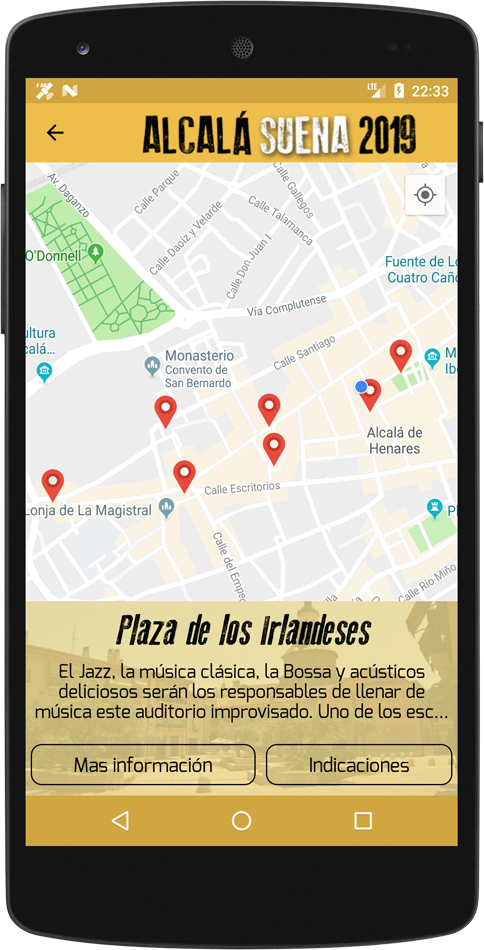 LTE 22:33
ALCALÁ SUENA 2019
Av. Daganzo
Calle Parque
Calle Gallegos
Calle Daoíz y Velarde
Calle Talamanca
O'Donnell
Calle Don Juan I
Fuente de Lo
Cuatro Caño
Vía Complutense
ultura
calá...
Monasterio
Convento de
San Bernardo
Calle Santiago
M
Ibe
Alcalá de
Henares
Calle Escritorios
Lonja de La Magistral
Calle del Empec
Calle Río Miño
Plaza de los Irlandeses
El Jazz, la música clásica, la Bossa y acústicos
deliciosos serán los responsables de llenar de
música este auditorio improvisado. Uno de los esc...
Mas información
Indicaciones